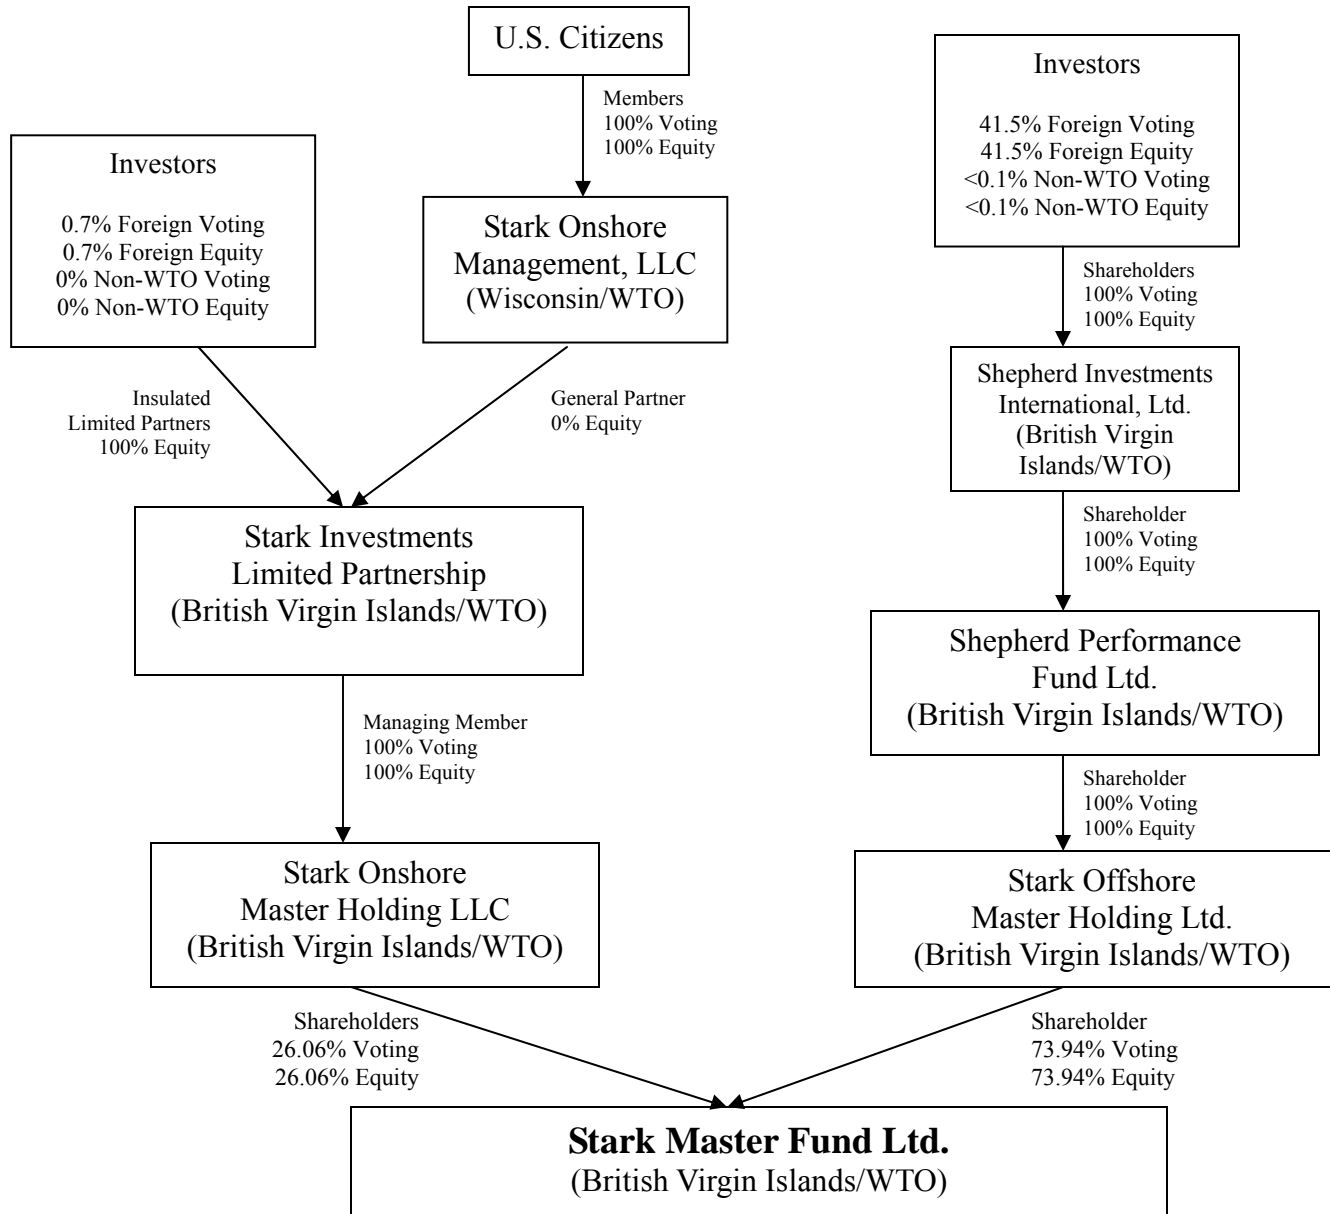 U.S. Citizens
Members
100% Voting
100% Equity
Investors
41.5% Foreign Voting
41.5% Foreign Equity
<0.1% Non-WTO Voting
<0.1% Non-WTO Equity
Investors
0.7% Foreign Voting
0.7% Foreign Equity
0% Non-WTO Voting
0% Non-WTO Equity
Stark Onshore
Management, LLC
(Wisconsin/WTO)
Shareholders
100% Voting
100% Equity
Insulated
Limited Partners
100% Equity
General Partner
0% Equity
Shepherd Investments
International, Ltd.
(British Virgin
Islands/WTO)
Shareholder
100% Voting
100% Equity
Stark Investments
Limited Partnership
(British Virgin Islands/WTO)
Shepherd Performance
Fund Ltd.
(British Virgin Islands/WTO)
Managing Member
100% Voting
100% Equity
Shareholder
100% Voting
100% Equity
Stark Onshore
Master Holding LLC
(British Virgin Islands/WTO)
Stark Offshore
Master Holding Ltd.
(British Virgin Islands/WTO)
Shareholders
26.06% Voting
26.06% Equity
Shareholder
73.94% Voting
73.94% Equity
Stark Master Fund Ltd.
(British Virgin Islands/WTO)